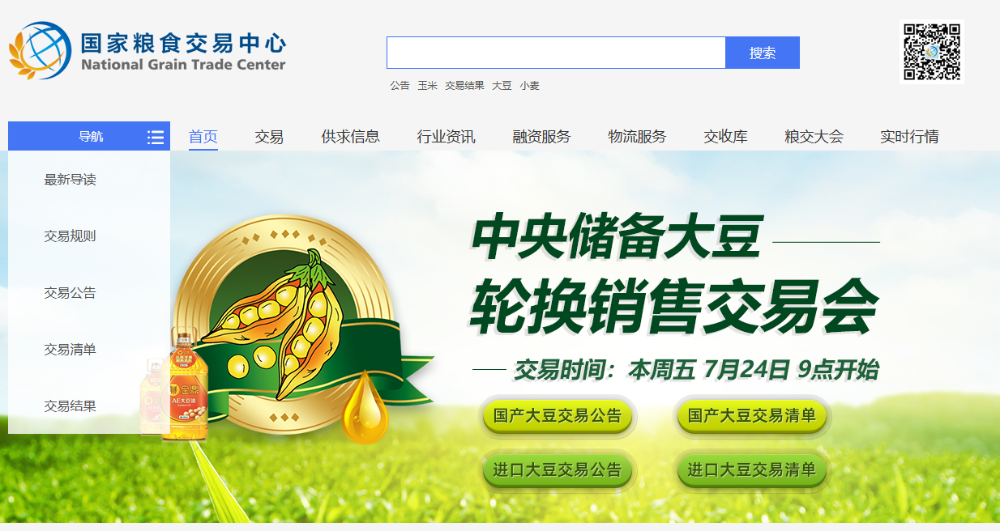 国家粮食交易中心
National Grain Trade Center
搜索
公告 玉米 交易结果 大豆 小麦
导航 首页 交易 供求信息 行业资讯 融资服务 物流服务 交收库 粮交大会 实时行情
最新导读
交易规则
交易公告
交易清单
交易结果
中央储备大豆
轮换销售交易会
交易时间：本周五 7月24日 9点开始
国产大豆交易公告 国产大豆交易清单
进口大豆交易公告 进口大豆交易清单
金鼎
AE大豆油